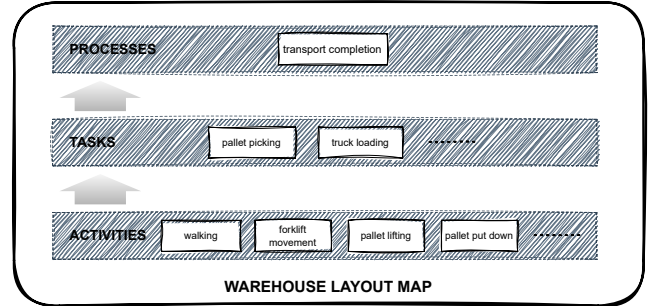 PROCESSES
transport completion
TASKS
pallet picking
truck loading
ACTIVITIES
walking
forklift
movement
pallet lifting
pallet put down
WAREHOUSE LAYOUT MAP